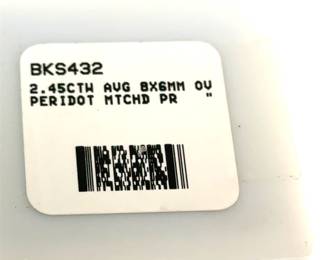 BKS432
2.45CTW AVG 8X6MM OV
PERIDOT MTCHD PR "